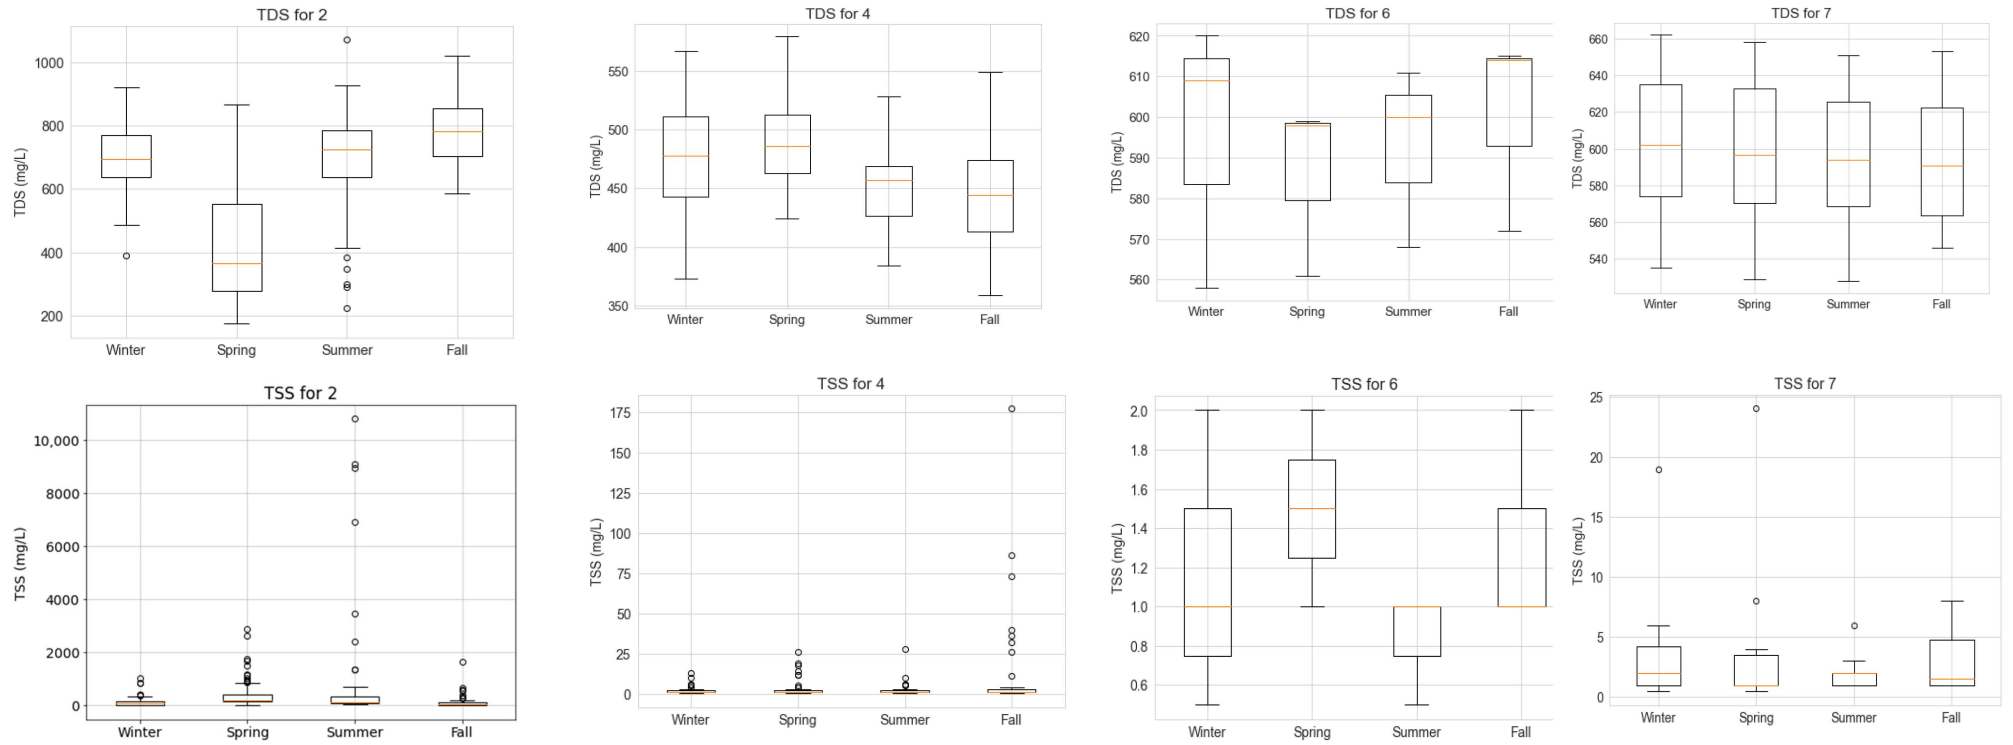 TDS for 2
TDS (mg/L)
1000
800
600
400
200
Winter Spring Summer Fall
TDS for 4
TDS (mg/L)
550
500
450
400
350
Winter Spring Summer Fall
TDS for 6
TDS (mg/L)
620
610
600
590
580
570
560
Winter Spring Summer Fall
TDS for 7
TDS (mg/L)
660
640
620
600
580
560
540
Winter Spring Summer Fall
TSS for 2
TSS (mg/L)
10,000
8000
6000
4000
2000
0
Winter Spring Summer Fall
TSS for 4
TSS (mg/L)
175
150
125
100
75
50
25
0
Winter Spring Summer Fall
TSS for 6
TSS (mg/L)
2.0
1.8
1.6
1.4
1.2
1.0
0.8
0.6
Winter Spring Summer Fall
TSS for 7
TSS (mg/L)
25
20
15
10
5
0
Winter Spring Summer Fall